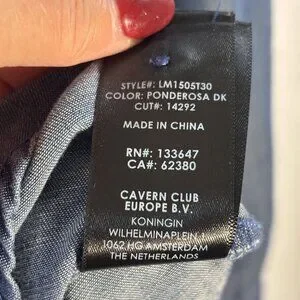 STYLE#: LM1505T30
COLOR: PONDEROSA DK
CUT#: 14292
MADE IN CHINA
RN#: 133647
CA#: 62380
CAVERN CLUB
EUROPE B.V.
KONINGIN
WILHELMINAPLEIN 1
1062 HG AMSTERDAM
THE NETHERLANDS